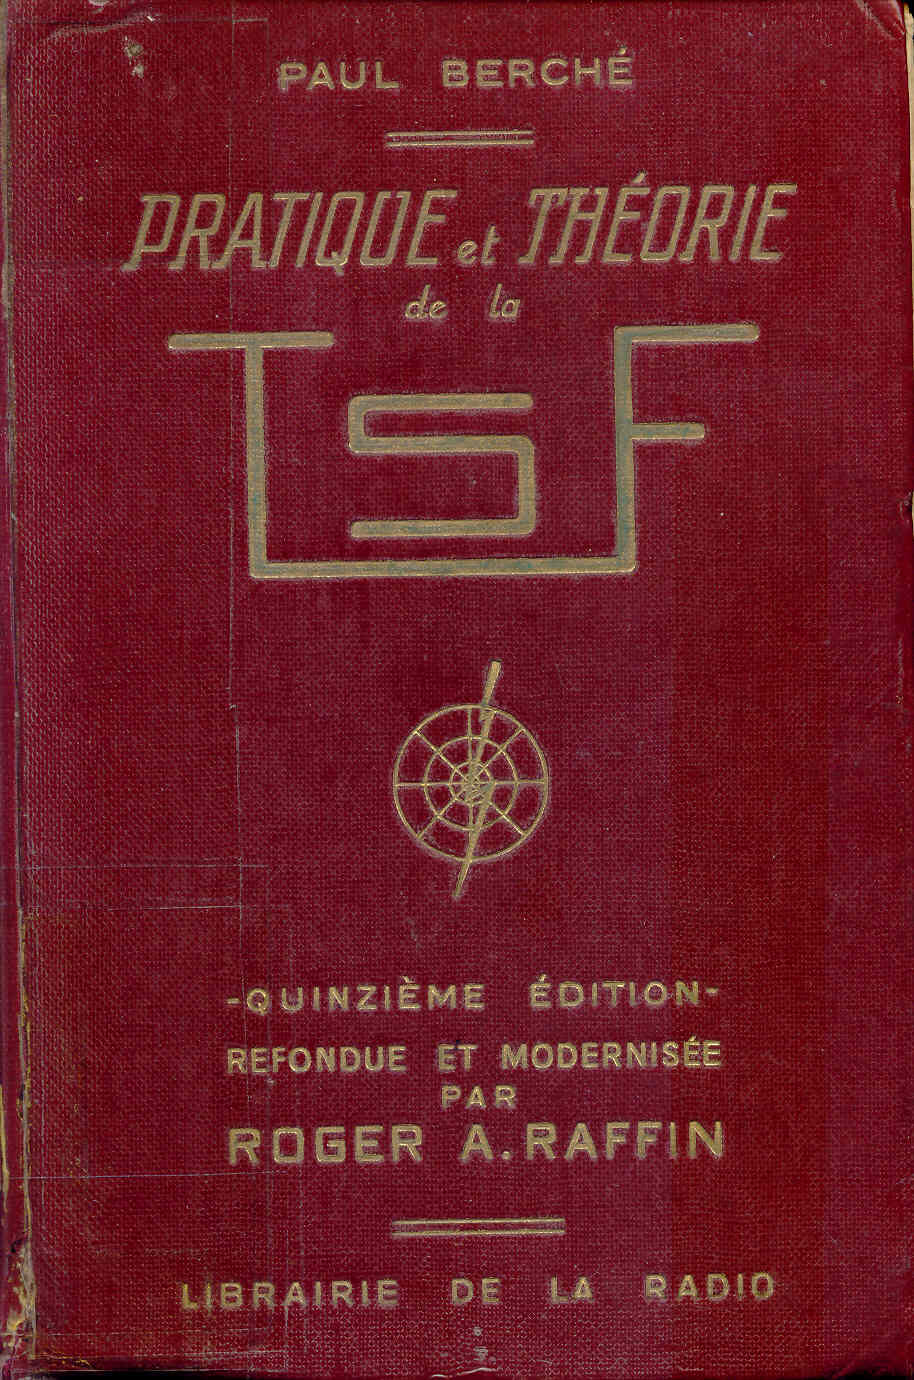 PAUL BERCHÉ
PRATIQUE et THÉORIE
de la
TSF
-QUINZIÈME ÉDITION-
REFONDUE ET MODERNISÉE
PAR
ROGER A. RAFFIN
LIBRAIRIE DE LA RADIO